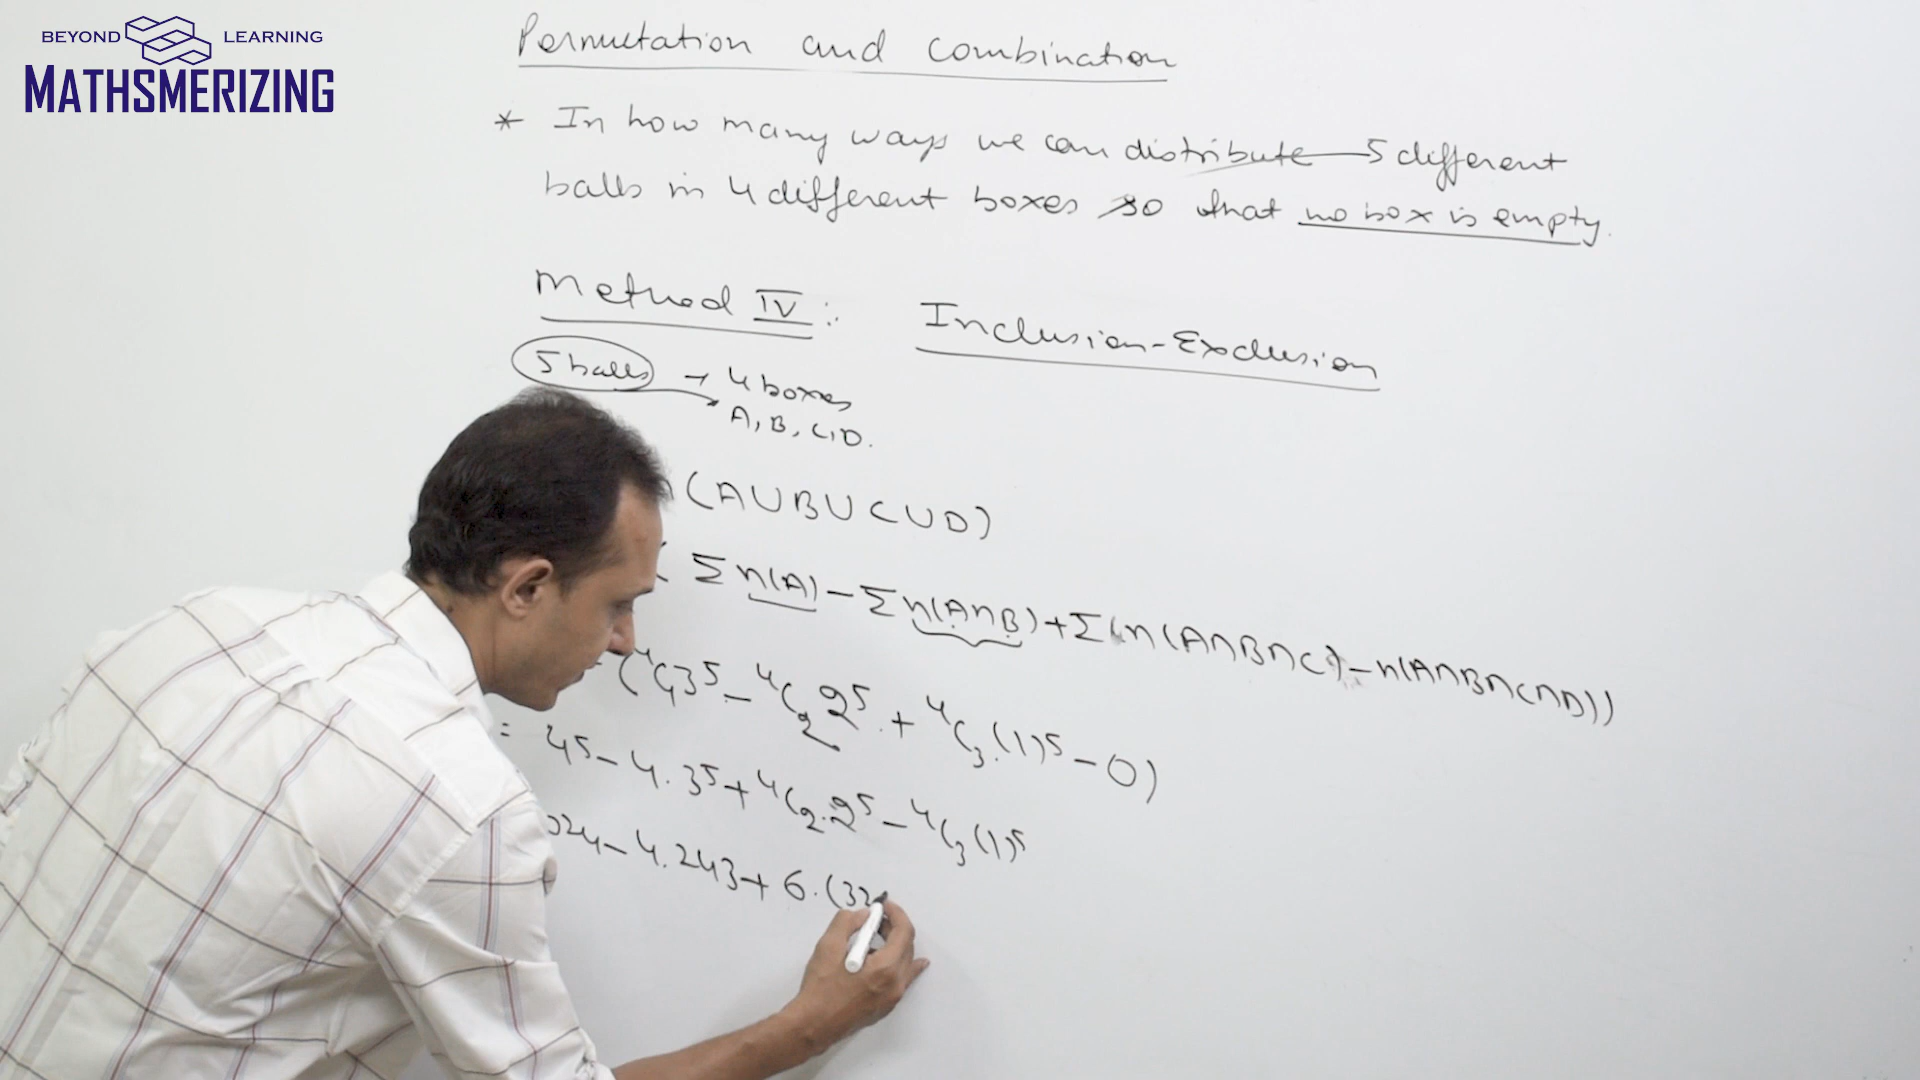 BEYOND LEARNING
MATHSMERIZING
Permutation and combination
* In how many ways we can distribute 5 different
balls in 4 different boxes so that no box is empty.
Method IV: Inclusion-Exclusion
5 balls → 4 boxes
A, B, C, D.
(A∪B∪C∪D)
( Σn(A) - Σn(A∩B) + Σ(n(A∩B∩C) - n(A∩B∩C∩D))
- (⁴C₁3⁵ - ⁴C₂2⁵ + ⁴C₃(1)⁵ - 0)
= 4⁵ - 4.3⁵ + ⁴C₂.2⁵ - ⁴C₃(1)⁵
024 - 4.243 + 6.(32